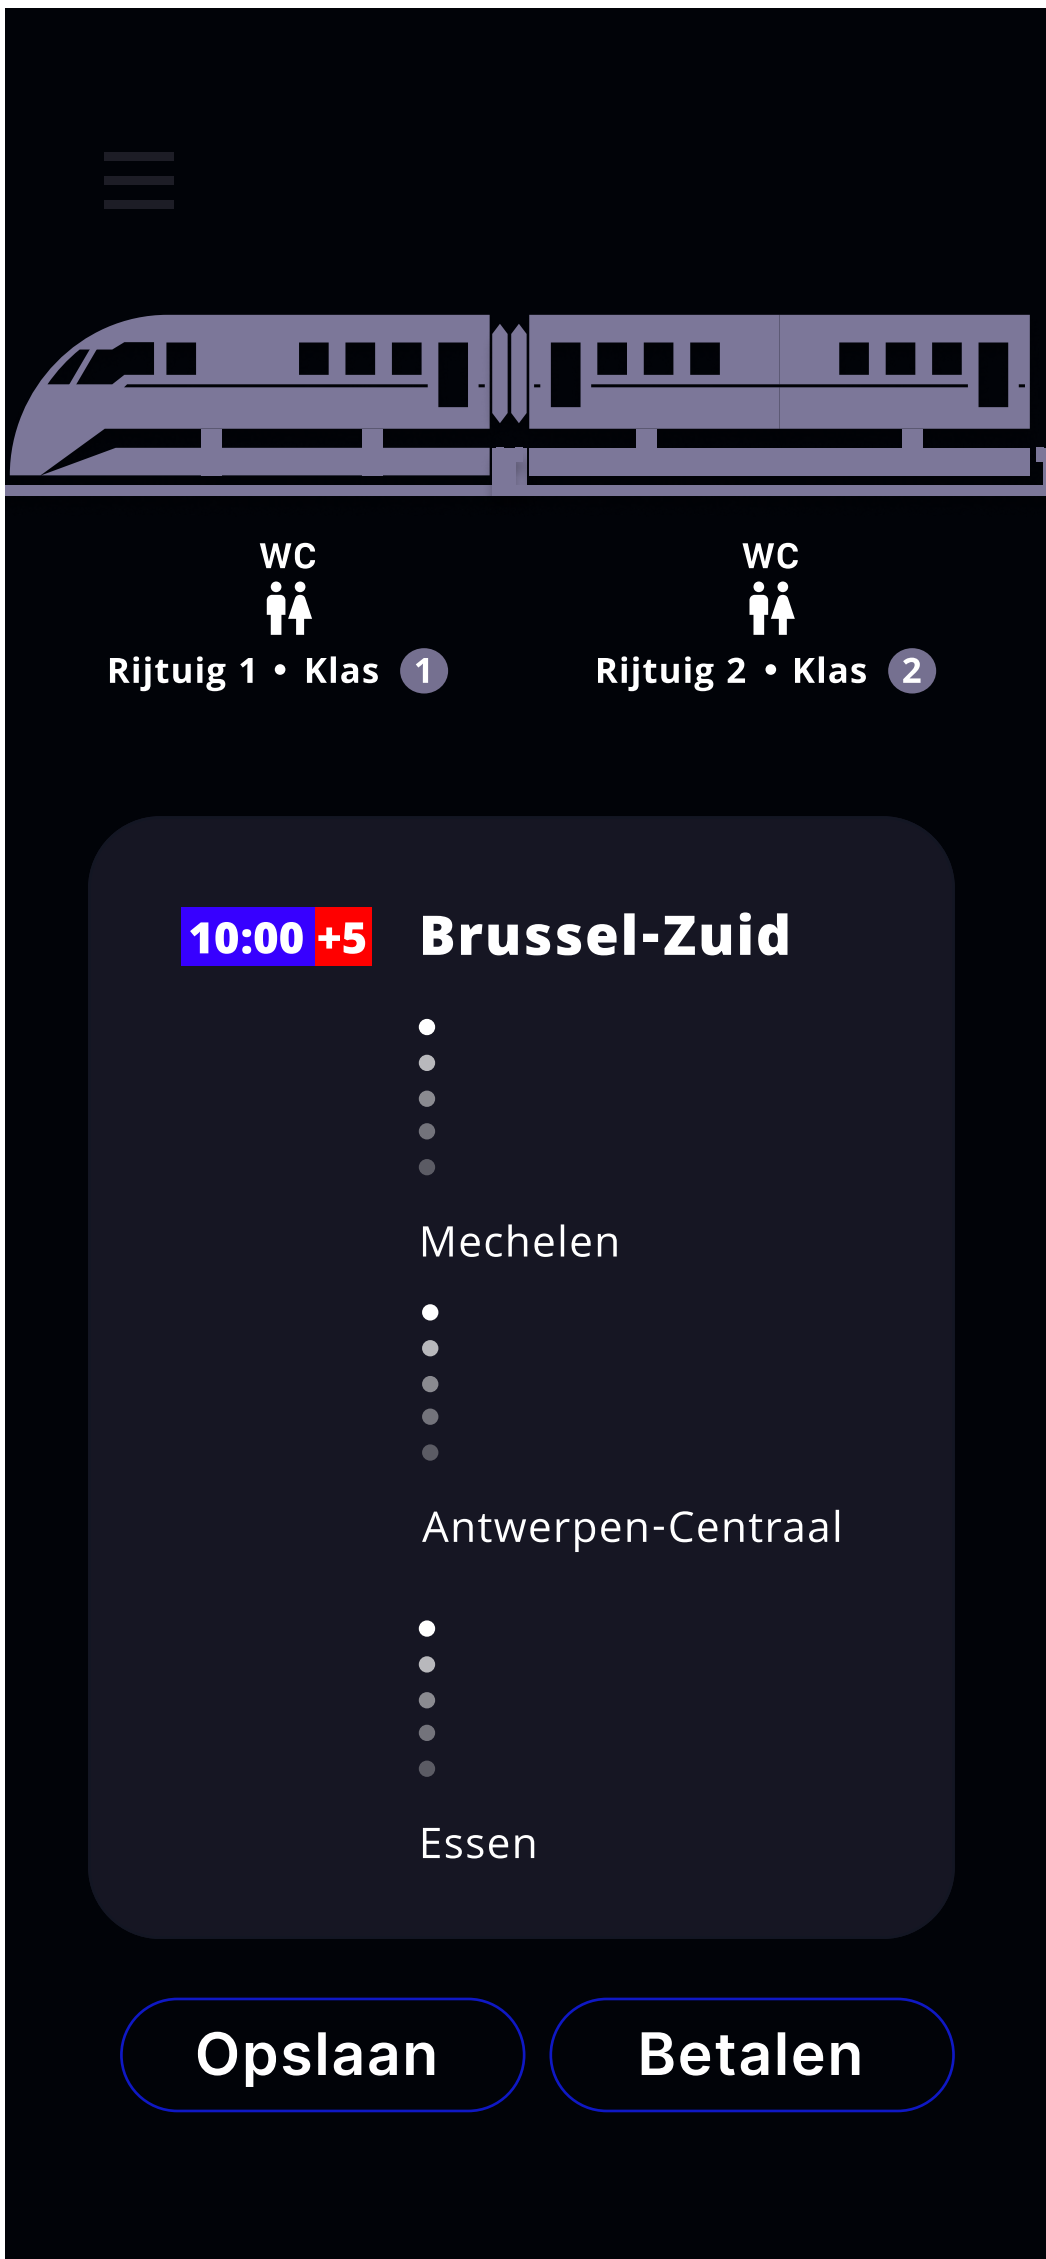 WC WC
Rijtuig 1 • Klas 1 Rijtuig 2 • Klas 2
10:00 +5 Brussel-Zuid
Mechelen
Antwerpen-Centraal
Essen
Opslaan Betalen